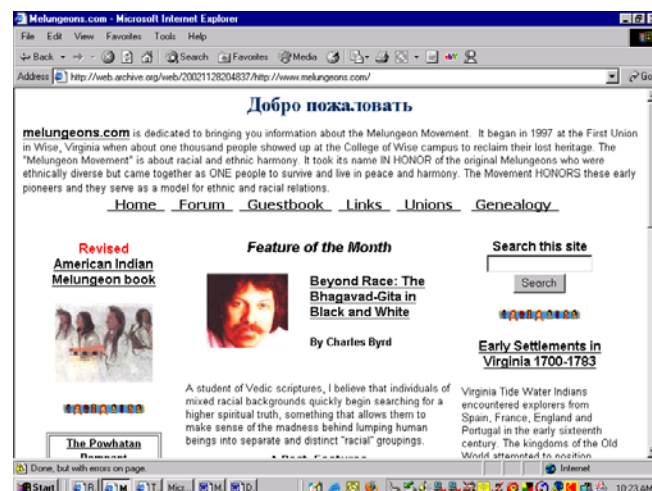 Melungeons.com - Microsoft Internet Explorer
File Edit View Favorites Tools Help
Back Search Favorites Media
Address http://web.archive.org/web/20021128204837/http://www.melungeons.com/ Go
Добро пожаловать
melungeons.com is dedicated to bringing you information about the Melungeon Movement. It began in 1997 at the First Union
in Wise, Virginia when about one thousand people showed up at the College of Wise campus to reclaim their lost heritage. The
"Melungeon Movement" is about racial and ethnic harmony. It took its name IN HONOR of the original Melungeons who were
ethnically diverse but came together as ONE people to survive and live in peace and harmony. The Movement HONORS these early
pioneers and they serve as a model for ethnic and racial relations.
Home Forum Guestbook Links Unions Genealogy
Revised
American Indian
Melungeon book
The Powhatan
Remnant
Feature of the Month
Beyond Race: The
Bhagavad-Gita in
Black and White
By Charles Byrd
A student of Vedic scriptures, I believe that individuals of
mixed racial backgrounds quickly begin searching for a
higher spiritual truth, something that allows them to
make sense of the madness behind lumping human
beings into separate and distinct "racial" groupings.
Past Features
Search this site
Search
Early Settlements in
Virginia 1700-1783
Virginia Tide Water Indians
encountered explorers from
Spain, France, England and
Portugal in the early sixteenth
century. The kingdoms of the Old
World attempted to position
Done, but with errors on page. Internet
Start 10:23 AM